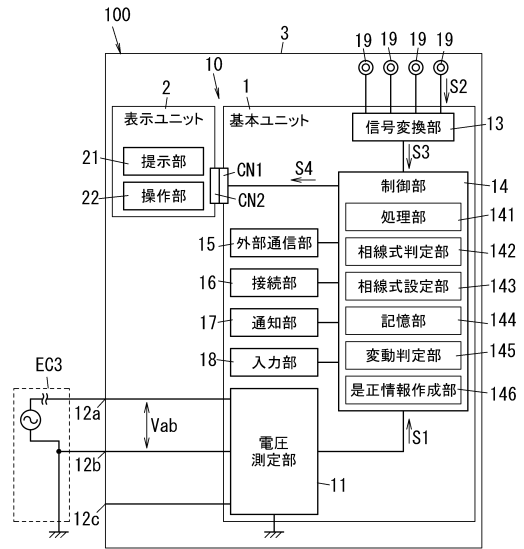 100
3
10
19
19
19
19
S2
2
1
表示ユニット
基本ユニット
信号変換部
13
21
提示部
22
操作部
CN1
CN2
S4
S3
制御部
14
処理部
141
15
外部通信部
相線式判定部
142
16
接続部
相線式設定部
143
17
通知部
記憶部
144
18
入力部
変動判定部
145
是正情報作成部
146
EC3
12a
Vab
12b
12c
電圧
測定部
11
S1